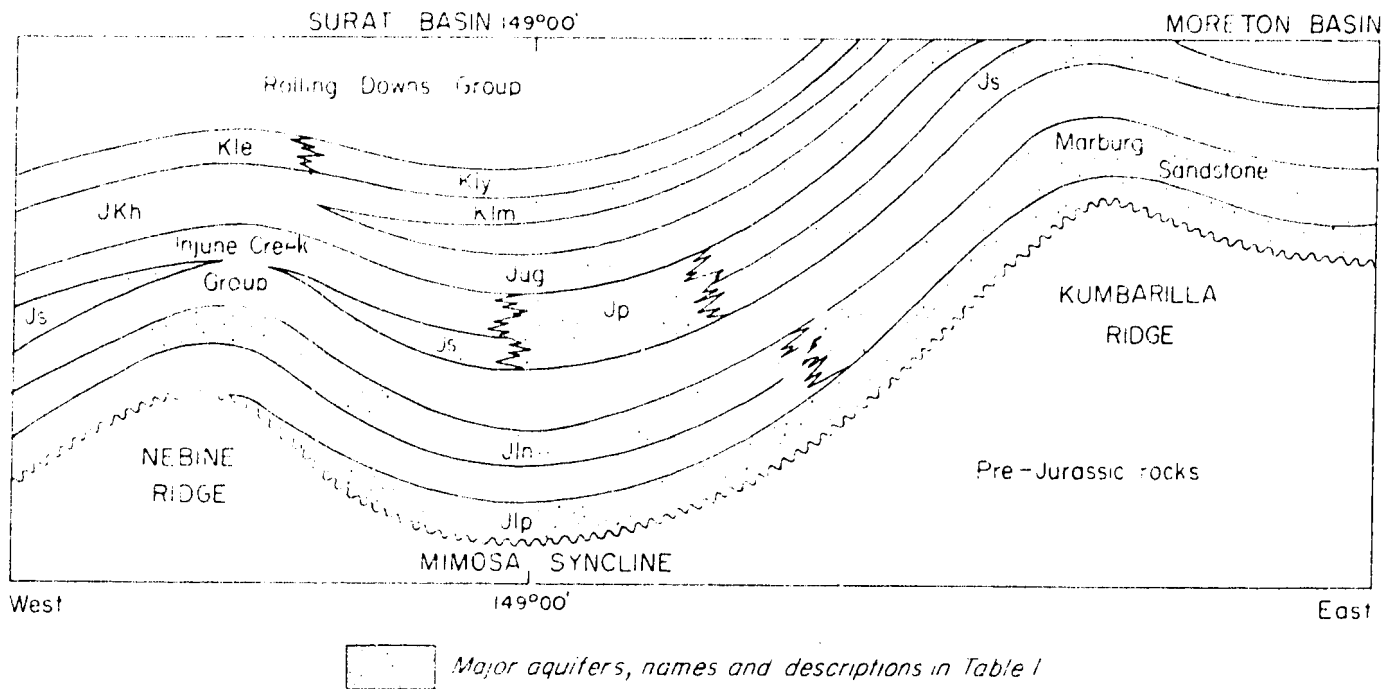 SURAT BASIN 149°00'
MORETON BASIN
Rolling Downs Group
Js
Kle
Marburg
Sandstone
Kly
Klm
JKh
Injune Creek
Group
Jug
Jp
KUMBARILLA
RIDGE
Js
Js
Jln
NEBINE
RIDGE
Pre-Jurassic rocks
Jlp
MIMOSA SYNCLINE
West
149°00'
East
Major aquifers, names and descriptions in Table 1